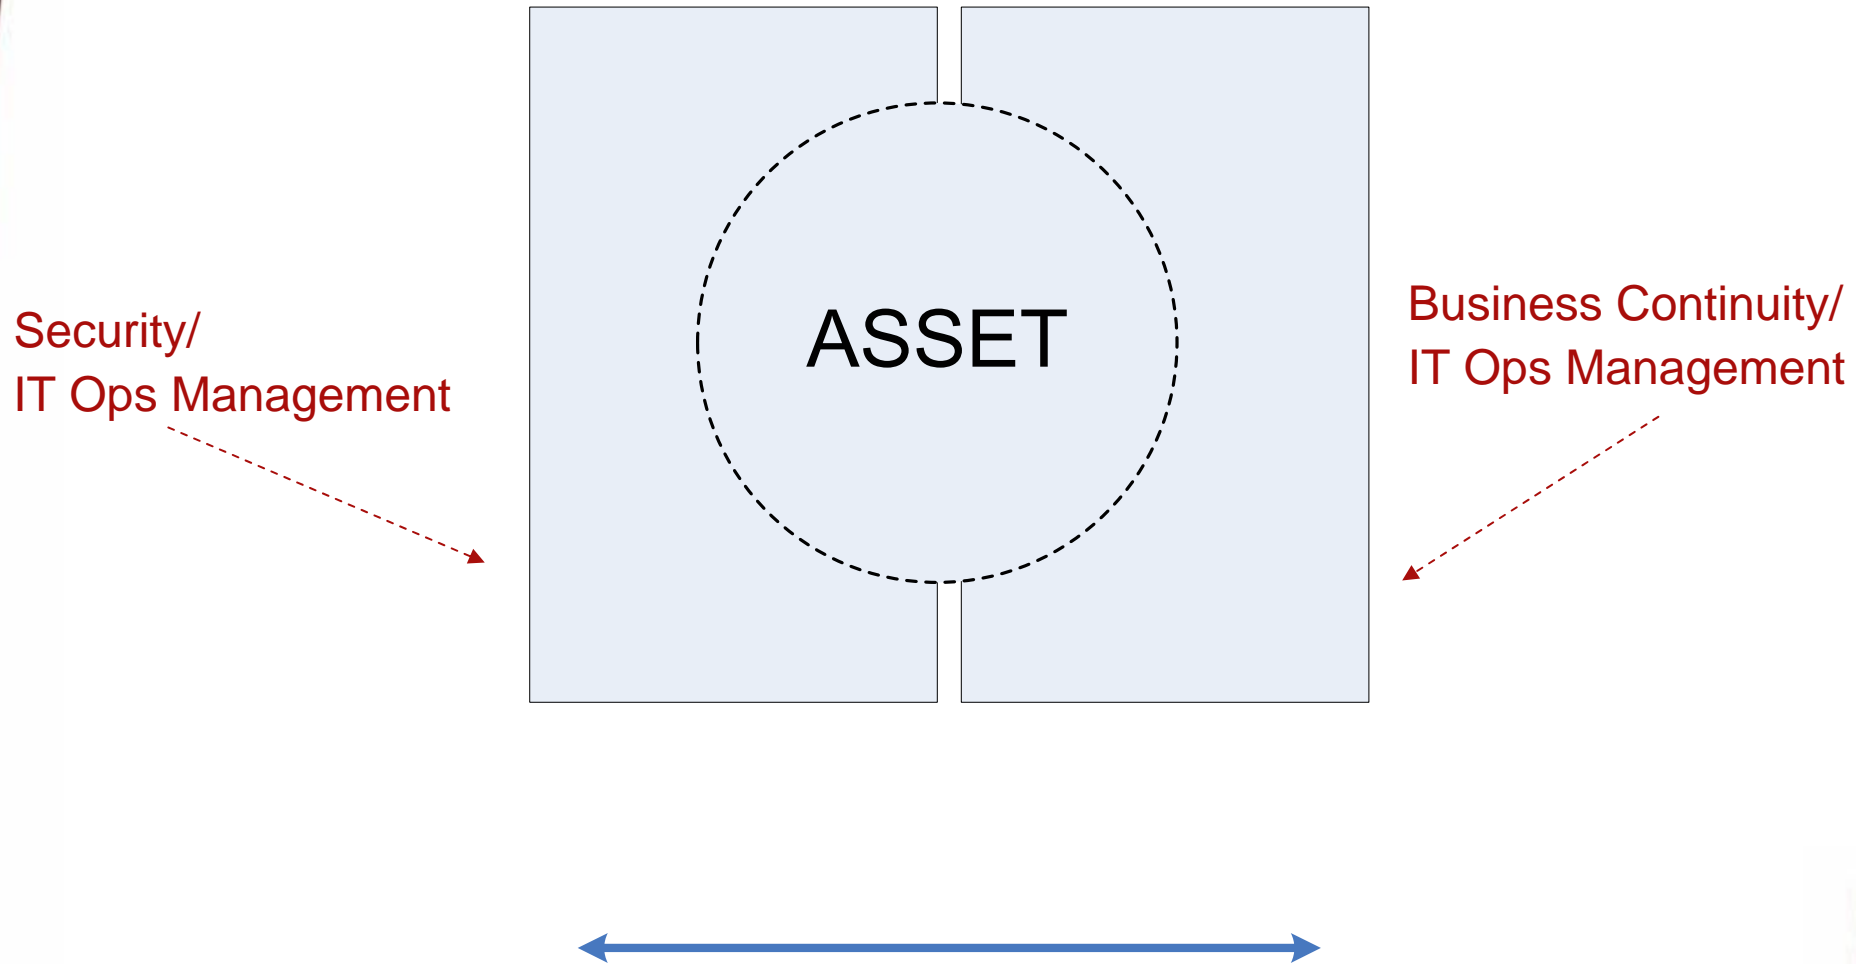 Security/
IT Ops Management
ASSET
Business Continuity/
IT Ops Management